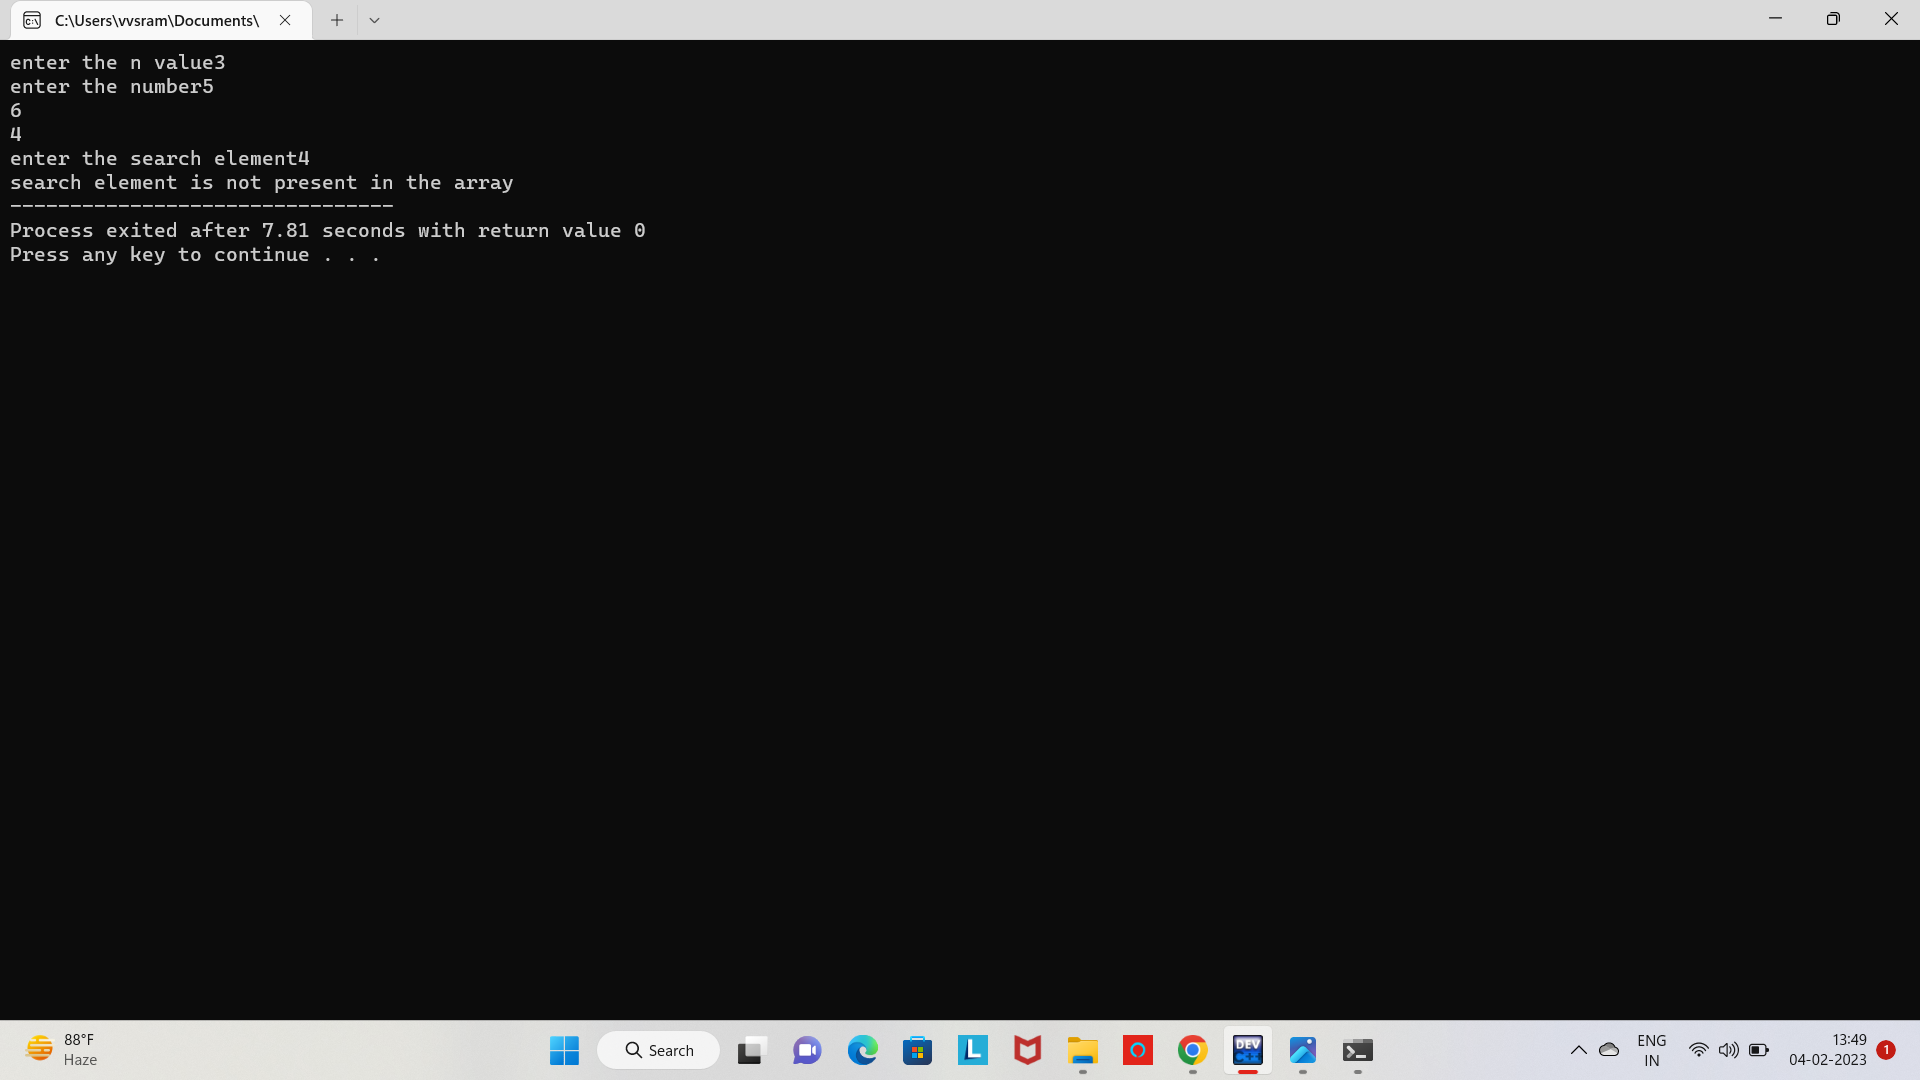 C:\Users\vvsram\Documents\
enter the n value3
enter the number5
6
4
enter the search element4
search element is not present in the array
--------------------------------
Process exited after 7.81 seconds with return value 0
Press any key to continue . . .
88°F
Haze
Search
L
DEV
C++
ENG
IN
13:49
04-02-2023
1